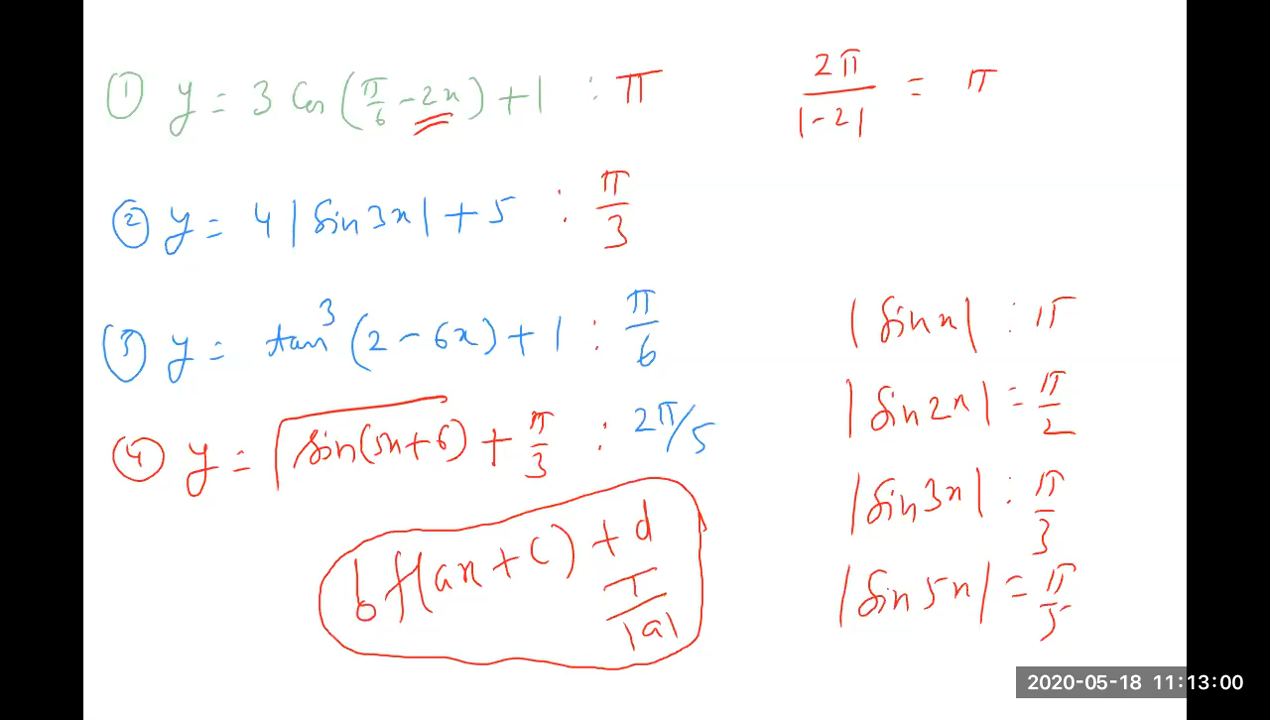 ① y = 3 Cos (π/6 - 2x) + 1 : π
2π/|-2| = π
② y = 4 |Sin 3x| + 5 : π/3
③ y = tan³ (2 - 6x) + 1 : π/6
④ y = √sin(5x+6) + π/3 : 2π/5
b f(ax + c) + d
T/|a|
|Sin x| : π
|Sin 2x| = π/2
|Sin 3x| : π/3
|Sin 5x| = π/5
2020-05-18 11:13:00